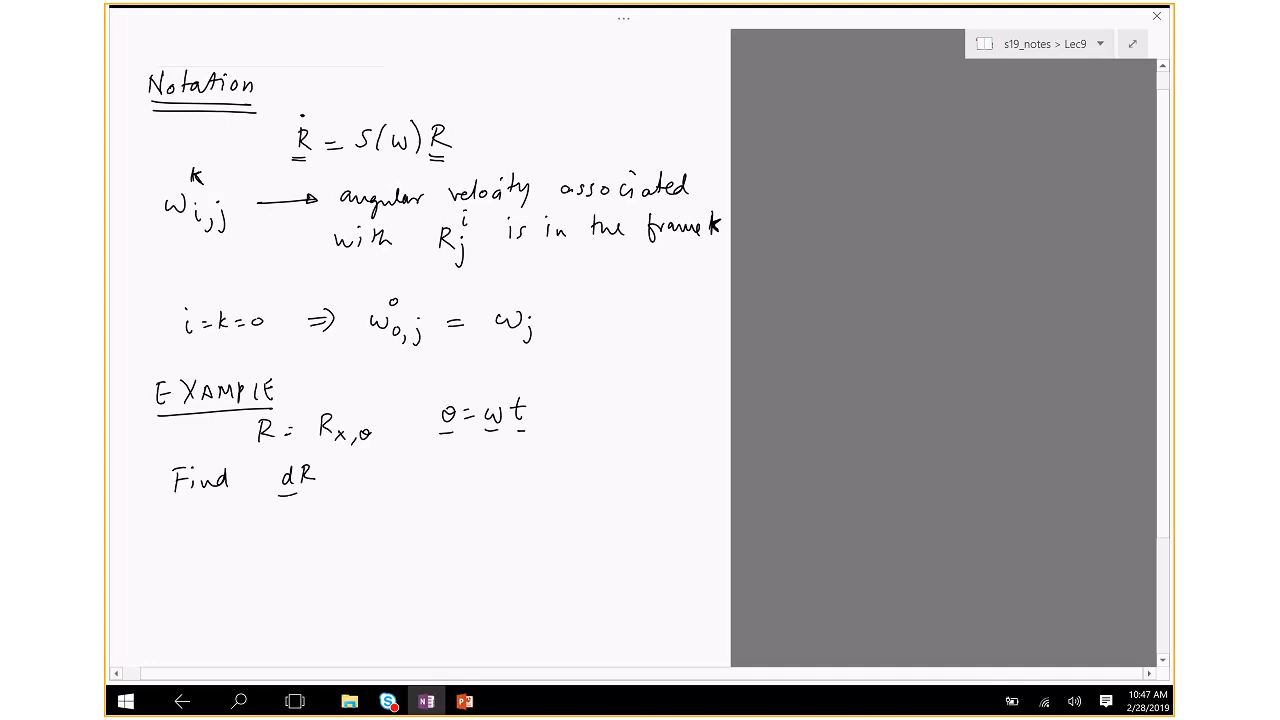 s19_notes > Lec9
Notation
Ṙ = S(ω) R
ω^k_{i,j} → angular velocity associated
with R^i_j is in the frame k
i = k = 0 ⇒ ω^0_{0,j} = ω_j
EXAMPLE
R = R_{x,θ} θ = ω t
Find dR
10:47 AM
2/28/2019